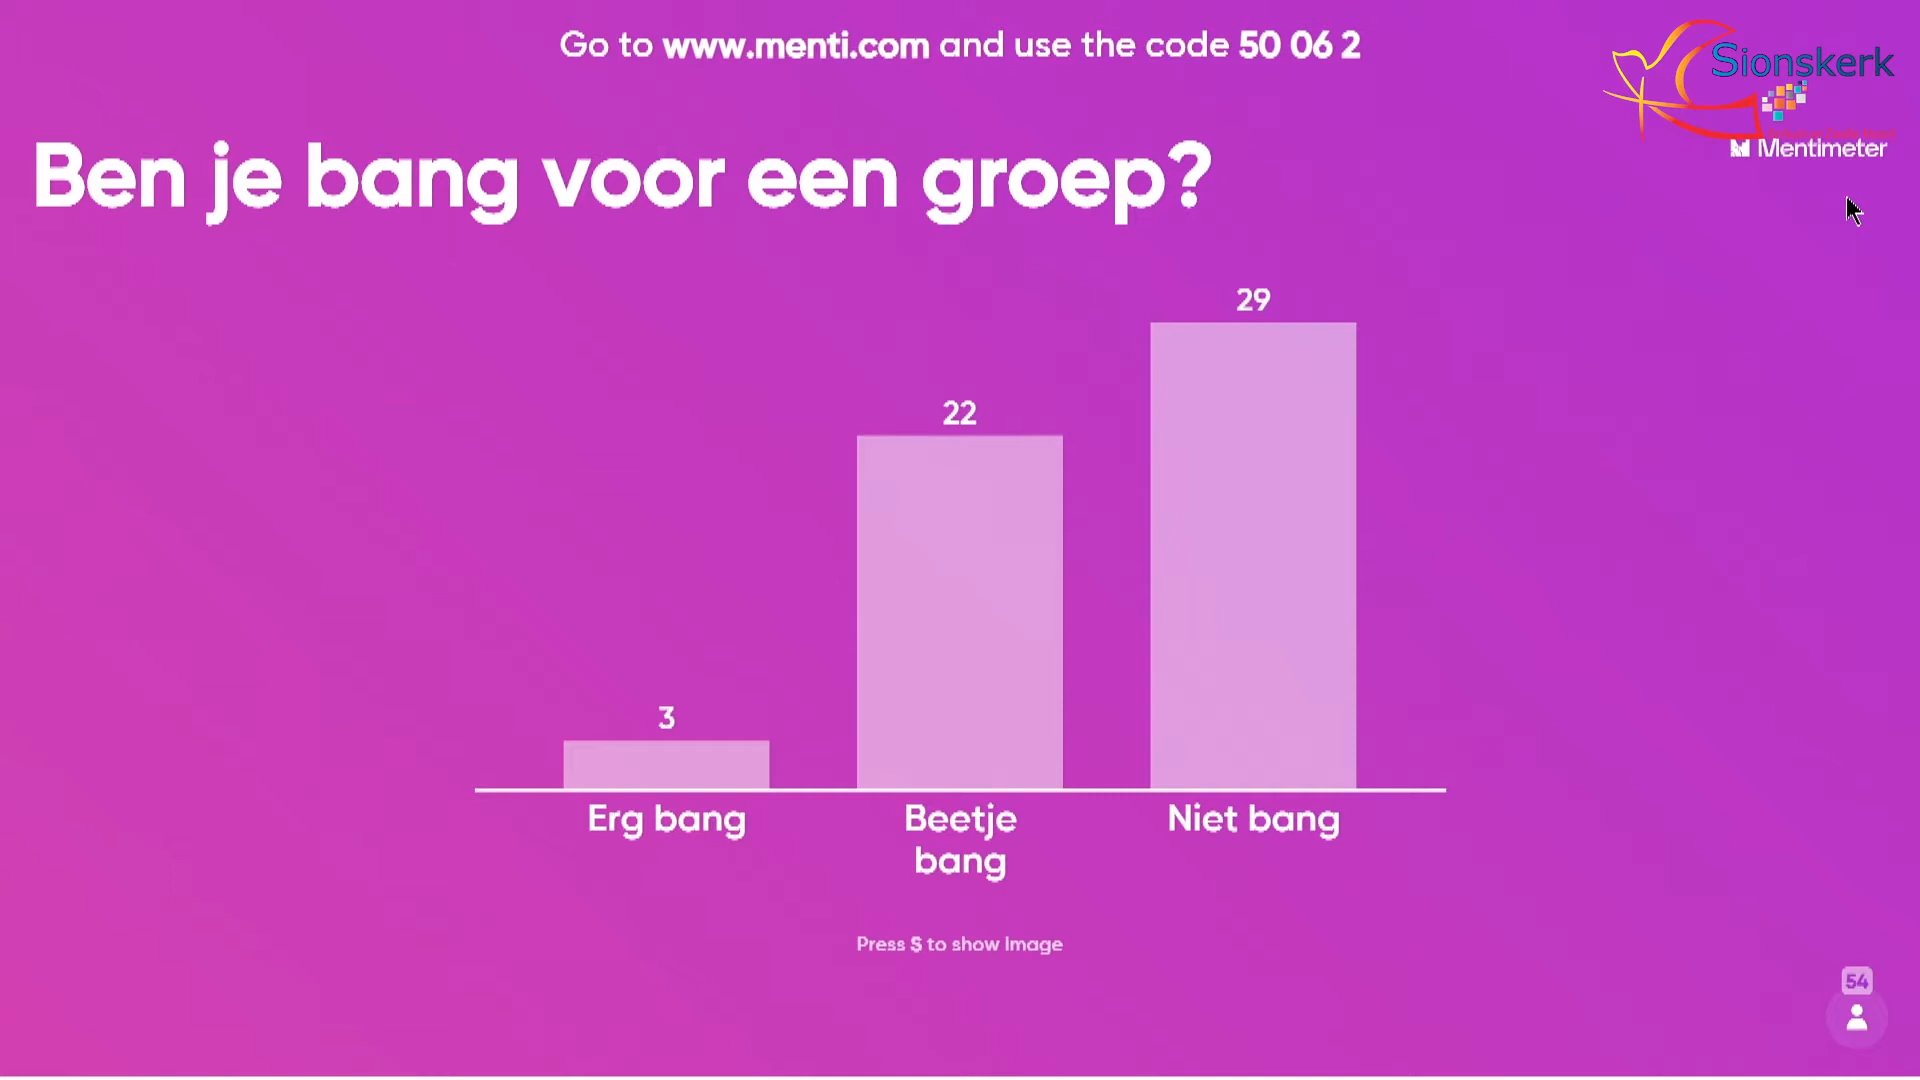 Go to www.menti.com and use the code 50 06 2
Sionskerk
Mentimeter
Ben je bang voor een groep?
29
22
3
Erg bang
Beetje
bang
Niet bang
Press S to show image
54